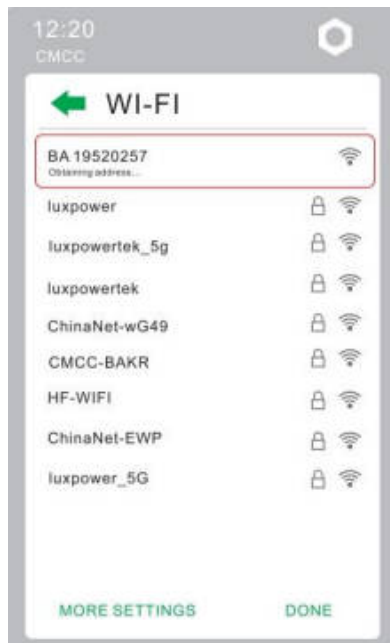 12:20
CMCC
WI-FI
BA 19520257
Obtaining address...
luxpower
luxpowertek_5g
luxpowertek
ChinaNet-wG49
CMCC-BAKR
HF-WIFI
ChinaNet-EWP
luxpower_5G
MORE SETTINGS DONE